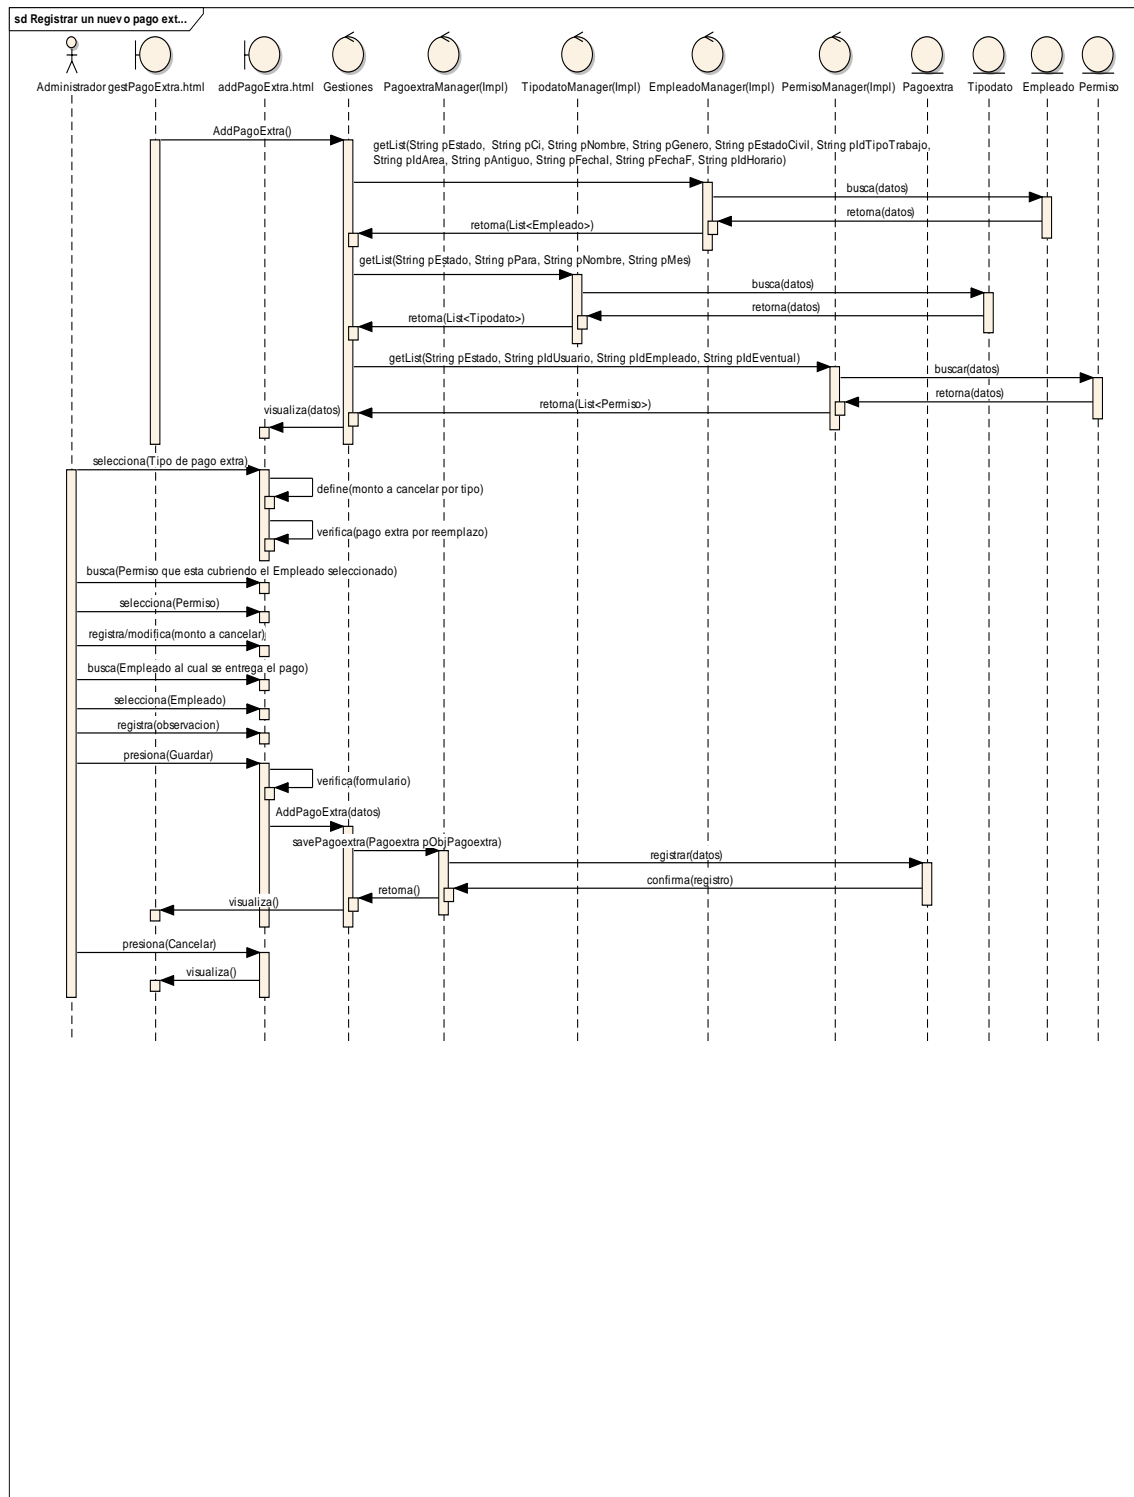 sd Registrar un nuevo pago ext...
Administrador
gestPagoExtra.html
addPagoExtra.html
Gestiones
PagoextraManager(Impl)
TipodatoManager(Impl)
EmpleadoManager(Impl)
PermisoManager(Impl)
Pagoextra
Tipodato
Empleado
Permiso
AddPagoExtra()
getList(String pEstado, String pCi, String pNombre, String pGenero, String pEstadoCivil, String pIdTipoTrabajo,
String pIdArea, String pAntiguo, String pFechaI, String pFechaF, String pIdHorario)
busca(datos)
retorna(datos)
retorna(List<Empleado>)
getList(String pEstado, String pPara, String pNombre, String pMes)
busca(datos)
retorna(datos)
retorna(List<Tipodato>)
getList(String pEstado, String pIdUsuario, String pIdEmpleado, String pIdEventual)
buscar(datos)
retorna(datos)
retorna(List<Permiso>)
visualiza(datos)
selecciona(Tipo de pago extra)
define(monto a cancelar por tipo)
verifica(pago extra por reemplazo)
busca(Permiso que esta cubriendo el Empleado seleccionado)
selecciona(Permiso)
registra/modifica(monto a cancelar)
busca(Empleado al cual se entrega el pago)
selecciona(Empleado)
registra(observacion)
presiona(Guardar)
verifica(formulario)
AddPagoExtra(datos)
savePagoextra(Pagoextra pObjPagoextra)
registrar(datos)
confirma(registro)
retorna()
visualiza()
presiona(Cancelar)
visualiza()